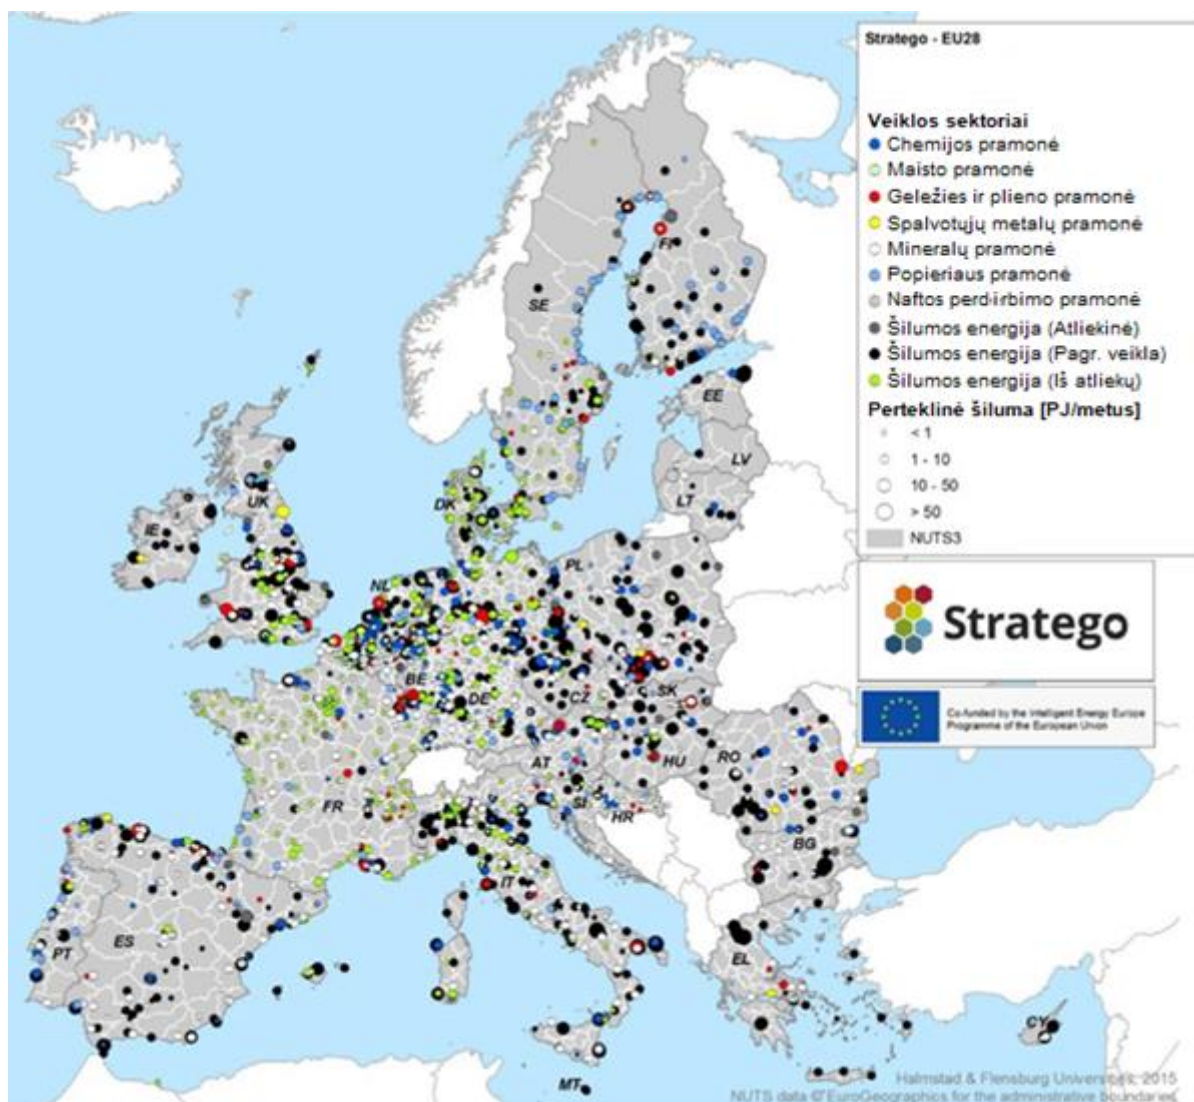 Stratego - EU28
Veiklos sektoriai
Chemijos pramonė
Maisto pramonė
Geležies ir plieno pramonė
Spalvotųjų metalų pramonė
Mineralų pramonė
Popieriaus pramonė
Naftos perd-irbimo pramonė
Šilumos energija (Atliekinė)
Šilumos energija (Pagr. veikla)
Šilumos energija (Iš atliekų)
Perteklinė šiluma [PJ/metus]
< 1
1 - 10
10 - 50
> 50
NUTS3
Stratego
Co-funded by the Intelligent Energy Europe
Programme of the European Union
FI
SE
EE
LV
LT
DK
UK
IE
NL
PL
BE
DE
CZ
SK
AT
HU
RO
FR
SI
HR
BG
IT
PT
ES
EL
CY
MT
Halmstad & Flensburg Universities, 2015
NUTS data © EuroGeographics for the administrative boundaries